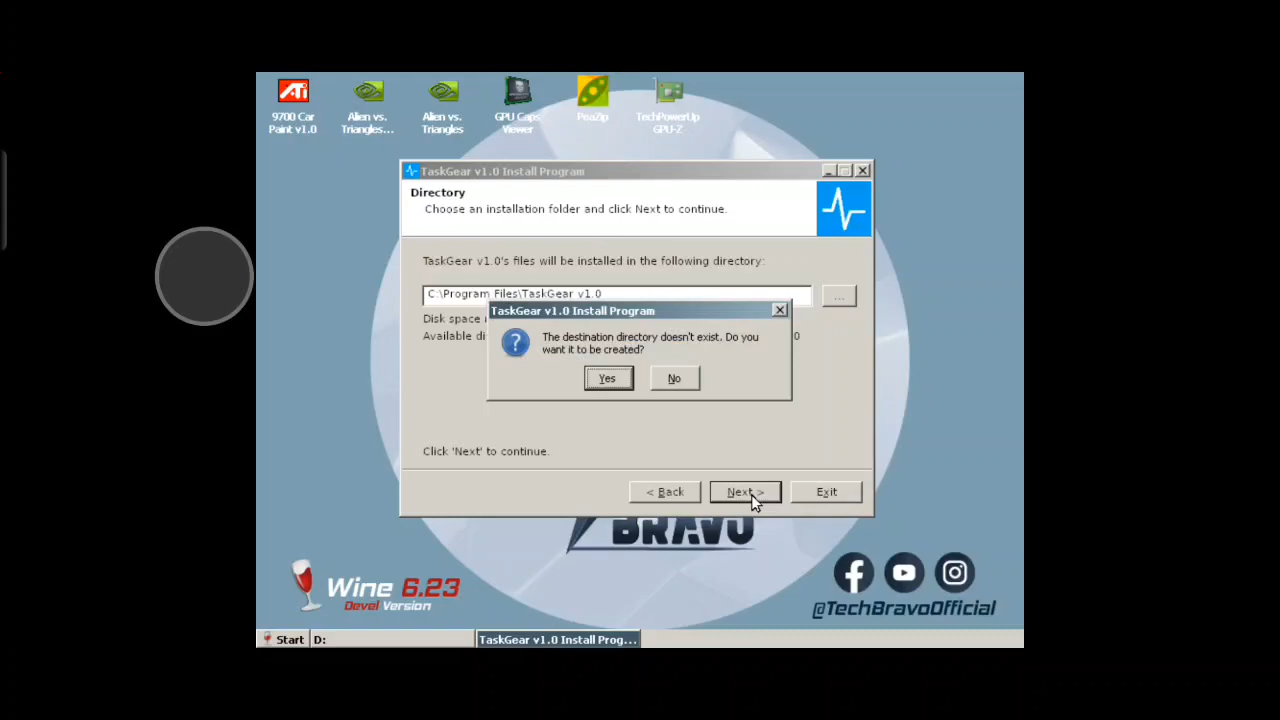 9700 Car
Paint v1.0
Alien vs.
Triangles...
Alien vs.
Triangles
GPU Caps
Viewer
PeaZip
TechPowerUp
GPU-Z
TaskGear v1.0 Install Program
Directory
Choose an installation folder and click Next to continue.
TaskGear v1.0's files will be installed in the following directory:
C:\Program Files\TaskGear v1.0
...
Disk space
Available di
0
TaskGear v1.0 Install Program
The destination directory doesn't exist. Do you
want it to be created?
Yes
No
Click 'Next' to continue.
< Back
Next >
Exit
BRAVO
Wine 6.23
Devel Version
@TechBravoOfficial
Start
D:
TaskGear v1.0 Install Prog...